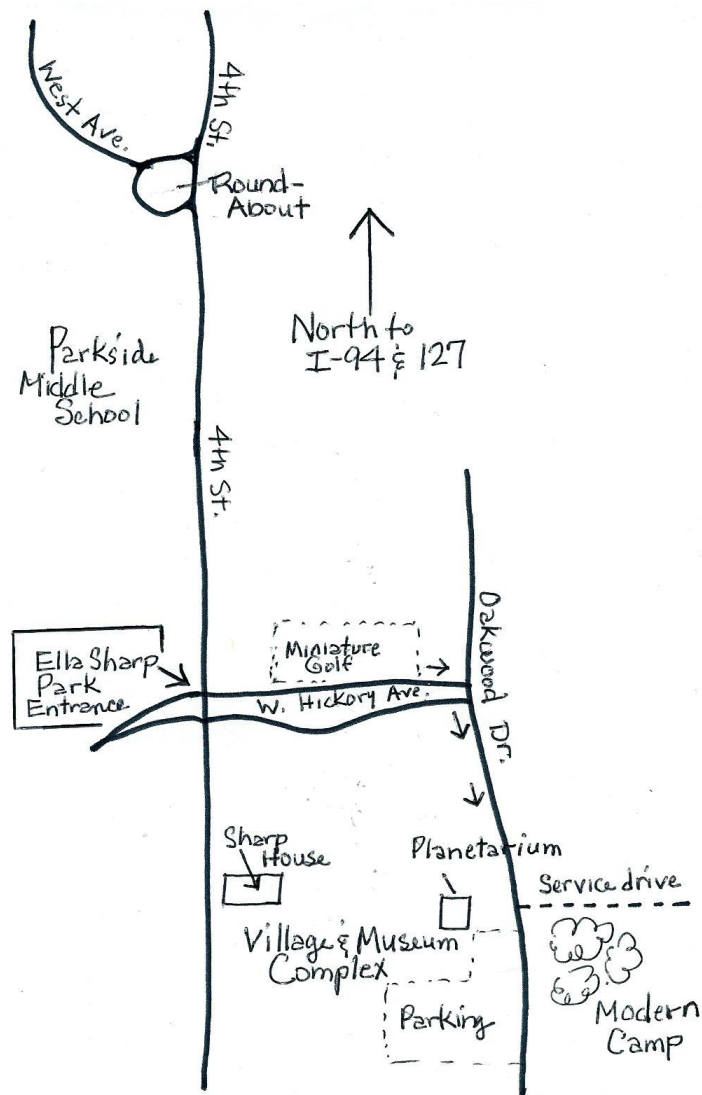 West Ave.
4th St.
Round-
About
North to
I-94 & 127
Parkside
Middle
School
4th St.
Oakwood Dr.
Miniature
Golf
Ella Sharp
Park
Entrance
W. Hickory Ave.
Sharp
House
Planetarium
Service drive
Village & Museum
Complex
Parking
Modern
Camp